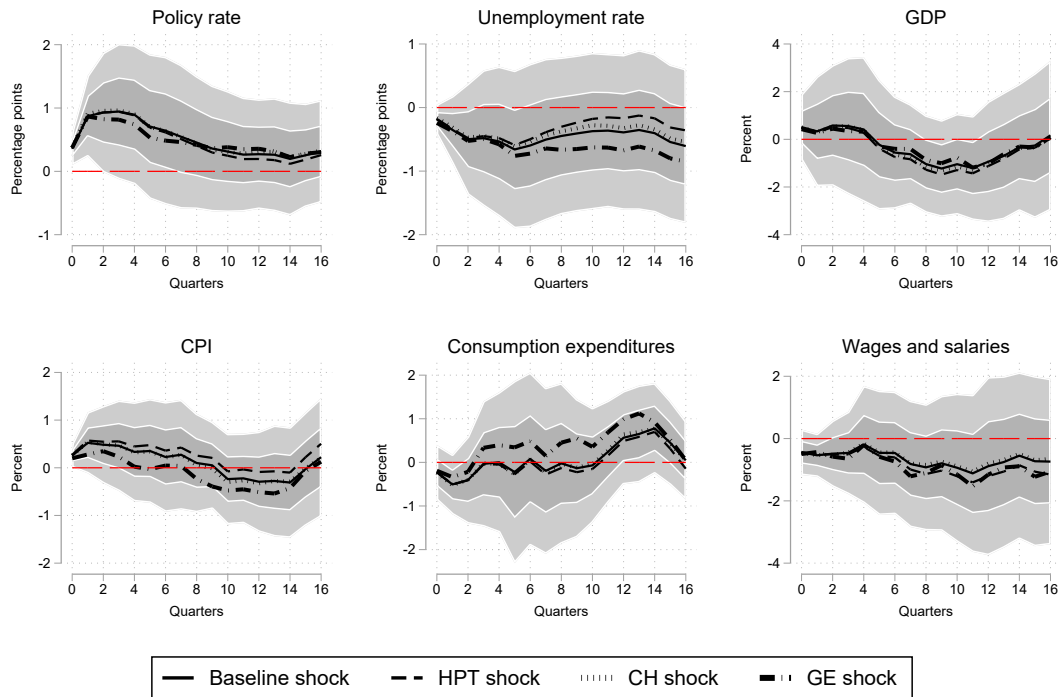 Policy rate
Percentage points
2
1
0
-1
0 2 4 6 8 10 12 14 16
Quarters
Unemployment rate
Percentage points
1
0
-1
-2
0 2 4 6 8 10 12 14 16
Quarters
GDP
Percent
4
2
0
-2
-4
0 2 4 6 8 10 12 14 16
Quarters
CPI
Percent
2
1
0
-1
-2
0 2 4 6 8 10 12 14 16
Quarters
Consumption expenditures
Percent
2
1
0
-1
-2
0 2 4 6 8 10 12 14 16
Quarters
Wages and salaries
Percent
2
0
-2
-4
0 2 4 6 8 10 12 14 16
Quarters
Baseline shock HPT shock CH shock GE shock